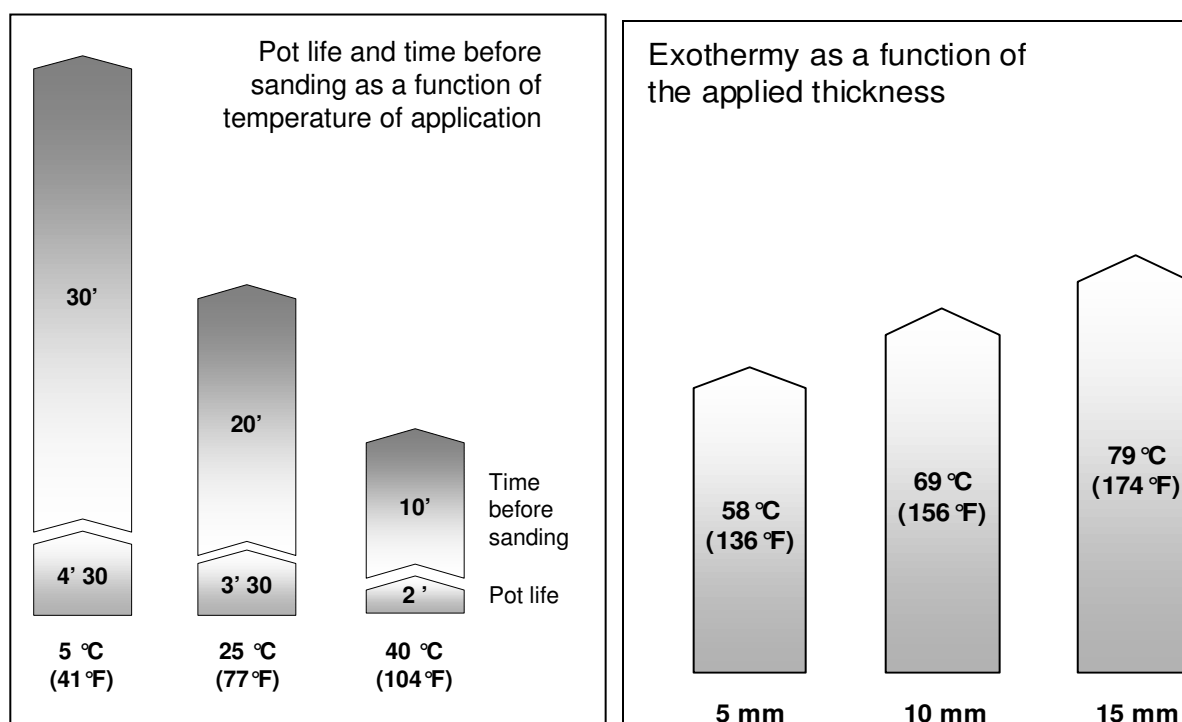 Pot life and time before
sanding as a function of
temperature of application
30’
20’
10’
Time
before
sanding
4’ 30
3’ 30
2 ’
Pot life
5 °C
(41°F)
25 °C
(77°F)
40 °C
(104°F)
Exothermy as a function of
the applied thickness
58 °C
(136 °F)
69 °C
(156 °F)
79 °C
(174 °F)
5 mm
10 mm
15 mm